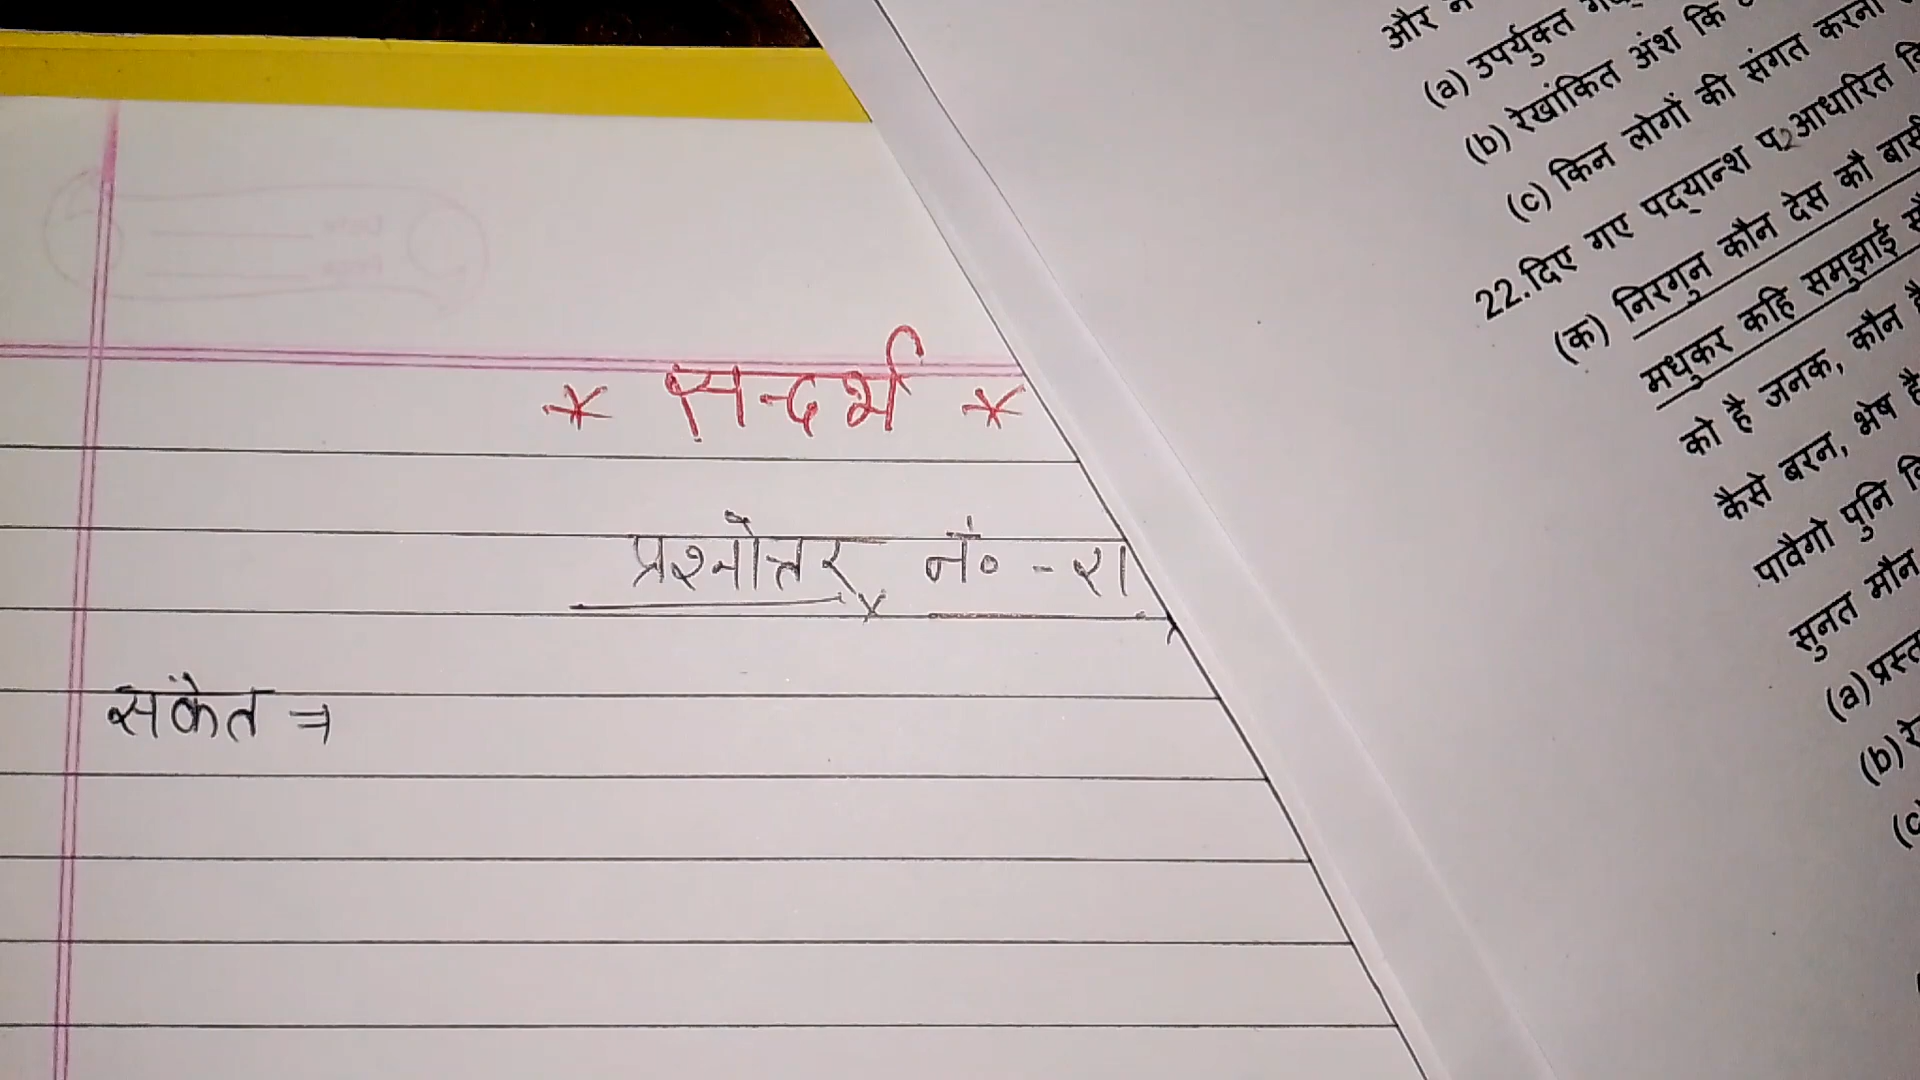 * सन्दर्भ *
प्रश्नोत्तर नं० - २१
संकेत ⇒
और
(a) उपर्युक्त
(b) रेखांकित अंश कि
(c) किन लोगों की संगत करना
22.दिए गए पद्यान्श पर आधारित
(क) निरगुन कौन देस कौ
मधुकर कहि समुझाई
को है जनक, कौन
कैसे बरन, भेष
पावैगो पुनि
सुनत मौन
(a)
(b)